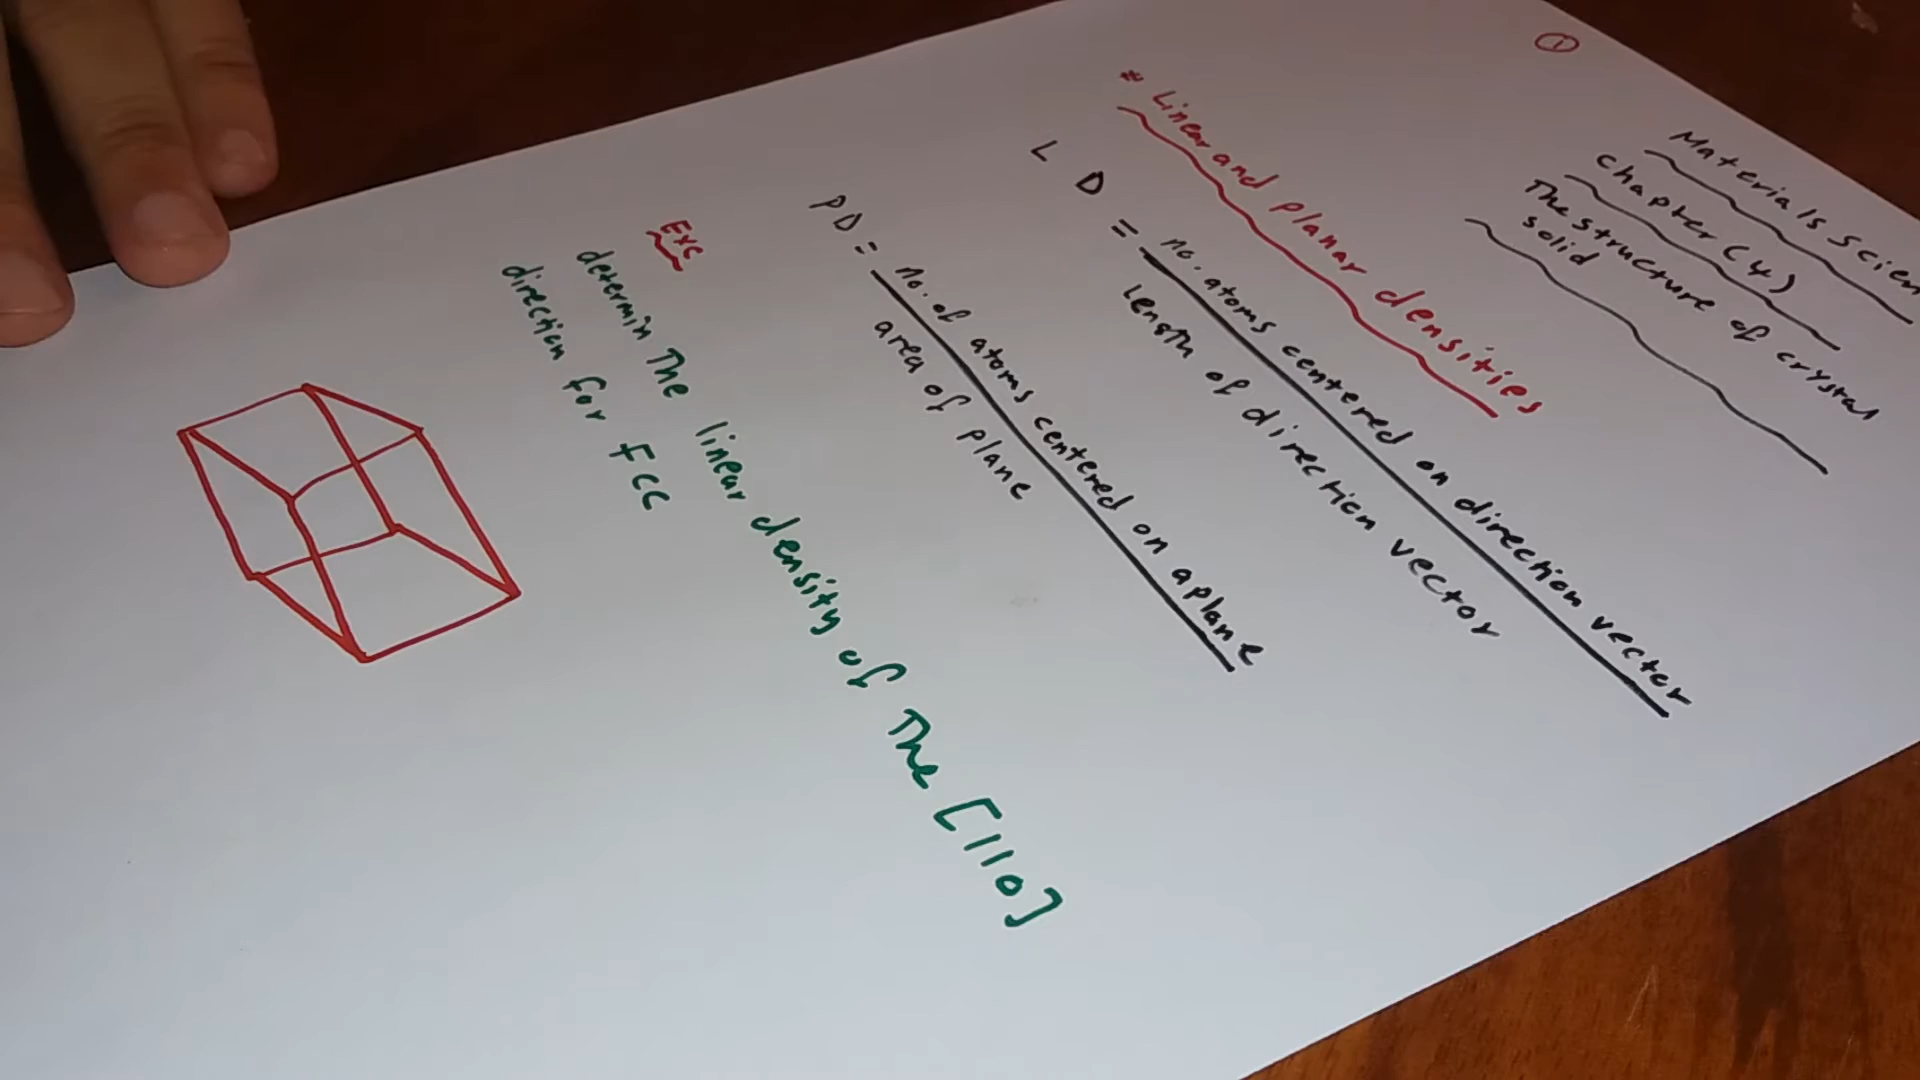 ①
Materials Scien
chapter (4)
The structure of crystal
solid
# Linear and planar densities
L D = no. atoms centered on direction vector
length of direction vector
PD = no. of atoms centered on a plane
area of plane
Exe
determin The linear density of The [110]
direction for FCC